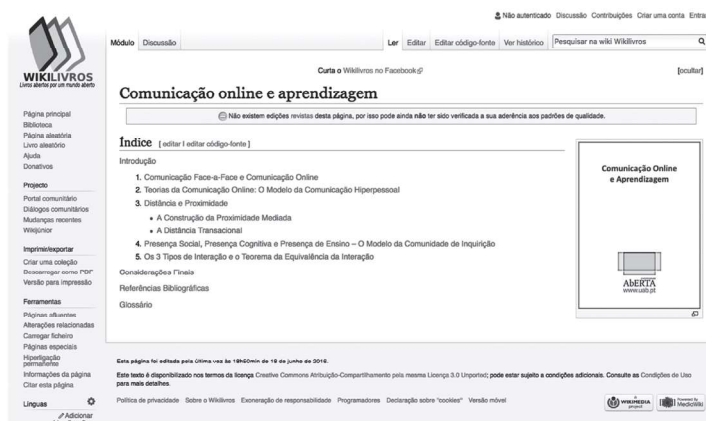 Não autenticado Discussão Contribuições Criar uma conta Entrar
Módulo Discussão Ler Editar Editar código-fonte Ver histórico Pesquisar na wiki Wikilivros
WIKILIVROS
Livros abertos por um mundo aberto
Curta o Wikilivros no Facebook [ocultar]
Comunicação online e aprendizagem
Não existem edições revistas desta página, por isso pode ainda não ter sido verificada a sua aderência aos padrões de qualidade.
Página principal
Biblioteca
Página aleatória
Livro aleatório
Ajuda
Donativos
Projecto
Portal comunitário
Diálogos comunitários
Mudanças recentes
Wikijúnior
Imprimir/exportar
Criar uma coleção
Descarregar como PDF
Versão para impressão
Ferramentas
Páginas afluentes
Alterações relacionadas
Carregar ficheiro
Páginas especiais
Hiperligação
permanente
Informações da página
Citar esta página
Línguas
Adicionar
Índice [ editar | editar código-fonte ]
Introdução
1. Comunicação Face-a-Face e Comunicação Online
2. Teorias da Comunicação Online: O Modelo da Comunicação Hiperpessoal
3. Distância e Proximidade
• A Construção da Proximidade Mediada
• A Distância Transacional
4. Presença Social, Presença Cognitiva e Presença de Ensino – O Modelo da Comunidade de Inquirição
5. Os 3 Tipos de Interação e o Teorema da Equivalência da Interação
Considerações Finais
Referências Bibliográficas
Glossário
Comunicação Online
e Aprendizagem
AbERTA
www.uab.pt
Esta página foi editada pela última vez às 19h50min de 18 de junho de 2018.
Este texto é disponibilizado nos termos da licença Creative Commons Atribuição-Compartilhamento pela mesma Licença 3.0 Unported; pode estar sujeito a condições adicionais. Consulte as Condições de Uso
para mais detalhes.
Política de privacidade Sobre o Wikilivros Exoneração de responsabilidade Programadores Declaração sobre "cookies" Versão móvel
A WIKIMEDIA project
Powered By MediaWiki